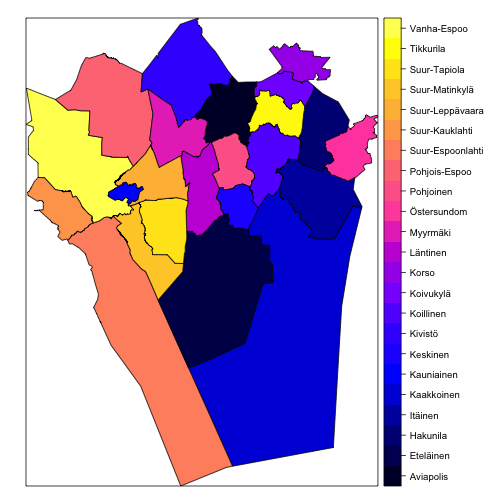 Vanha-Espoo
Tikkurila
Suur-Tapiola
Suur-Matinkylä
Suur-Leppävaara
Suur-Kauklahti
Suur-Espoonlahti
Pohjois-Espoo
Pohjoinen
Östersundom
Myyrmäki
Läntinen
Korso
Koivukylä
Koillinen
Kivistö
Keskinen
Kauniainen
Kaakkoinen
Itäinen
Hakunila
Eteläinen
Aviapolis